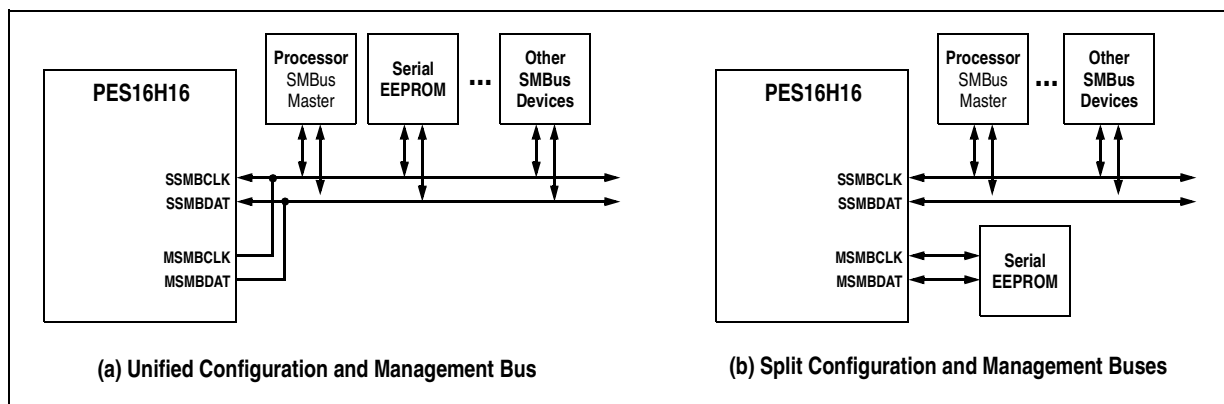 PES16H16
Processor
SMBus
Master
Serial
EEPROM
...
Other
SMBus
Devices
SSMBCLK
SSMBDAT
MSMBCLK
MSMBDAT
(a) Unified Configuration and Management Bus
PES16H16
Processor
SMBus
Master
...
Other
SMBus
Devices
SSMBCLK
SSMBDAT
MSMBCLK
MSMBDAT
Serial
EEPROM
(b) Split Configuration and Management Buses